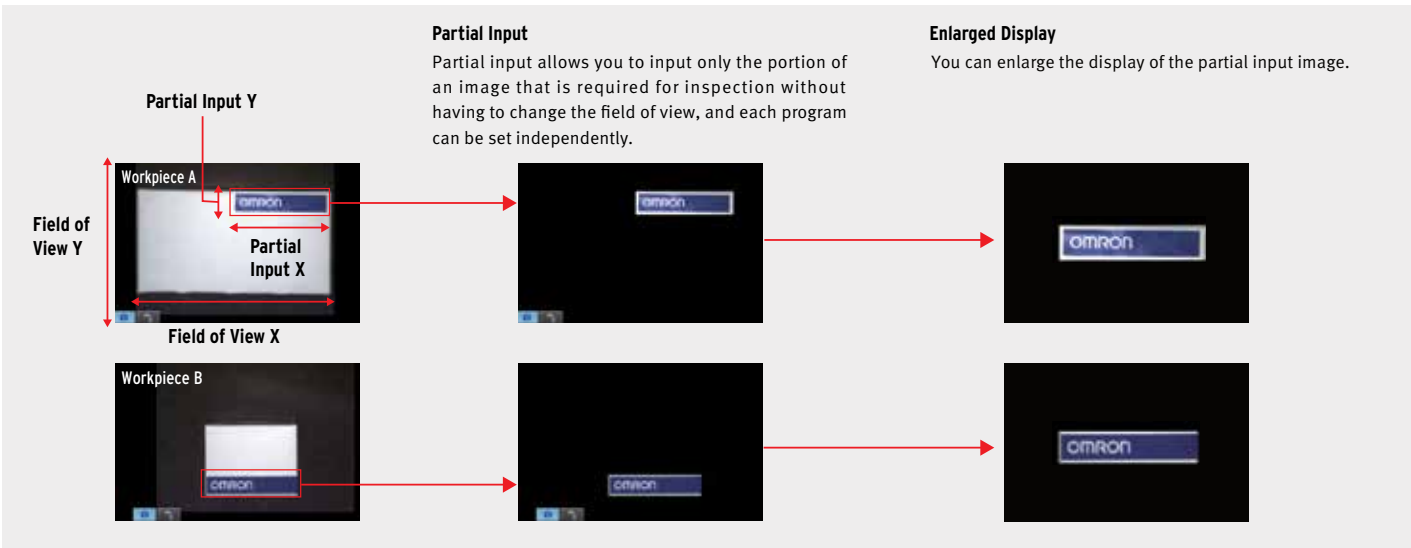 Partial Input
Partial input allows you to input only the portion of
an image that is required for inspection without
having to change the field of view, and each program
can be set independently.
Enlarged Display
You can enlarge the display of the partial input image.
Partial Input Y
Workpiece A
omron
Field of
View Y
Partial
Input X
Field of View X
omron
omron
Workpiece B
omron
omron
omron